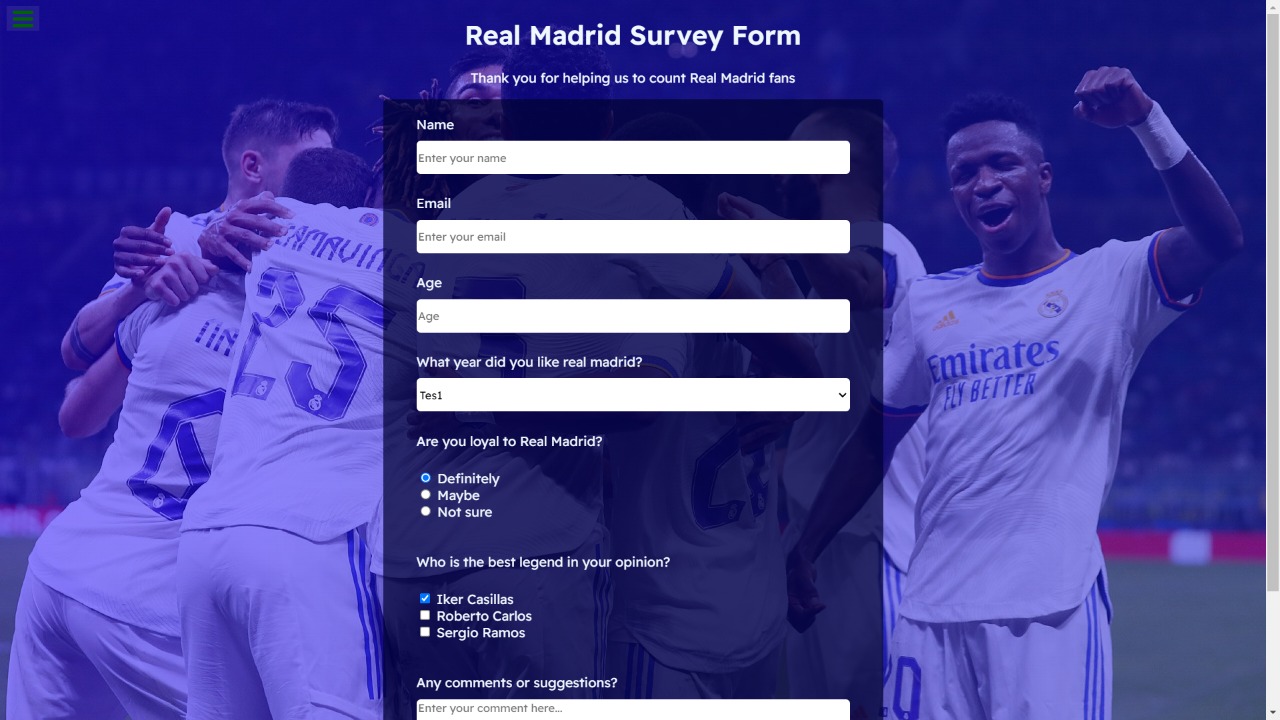 Real Madrid Survey Form
Thank you for helping us to count Real Madrid fans
Name
Enter your name
Email
Enter your email
Age
Age
What year did you like real madrid?
Tes1
Are you loyal to Real Madrid?
Definitely
Maybe
Not sure
Who is the best legend in your opinion?
Iker Casillas
Roberto Carlos
Sergio Ramos
Any comments or suggestions?
Enter your comment here...
CAMAVINGA
25
6
Emirates
FLY BETTER